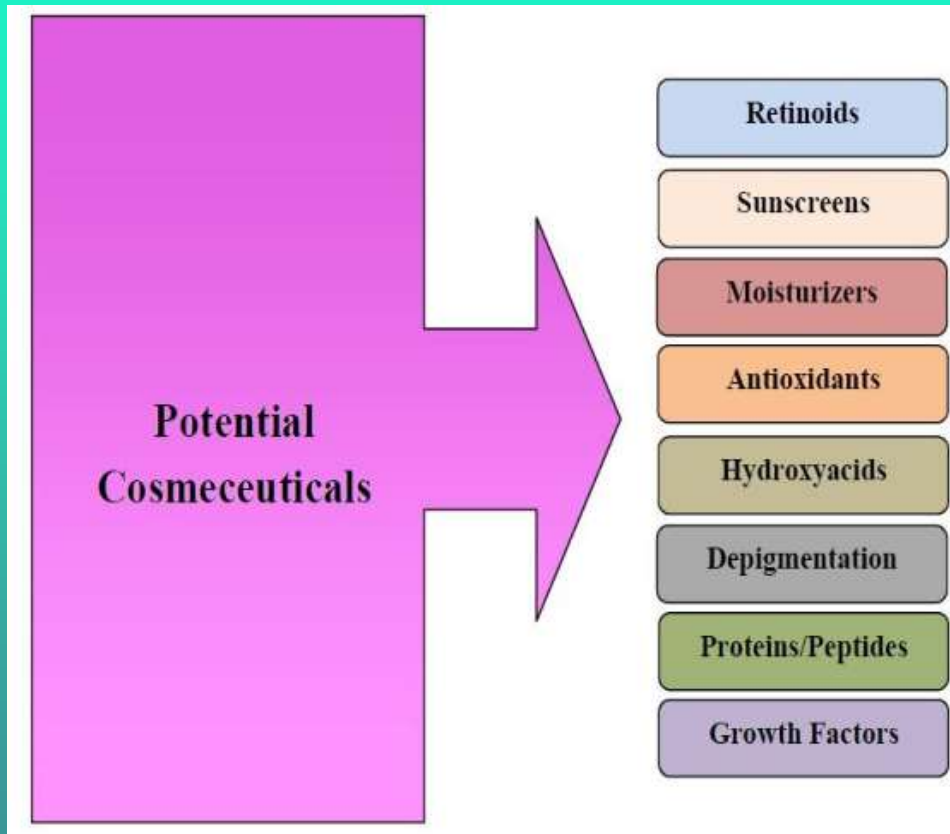 Potential
Cosmeceuticals
Retinoids
Sunscreens
Moisturizers
Antioxidants
Hydroxyacids
Depigmentation
Proteins/Peptides
Growth Factors